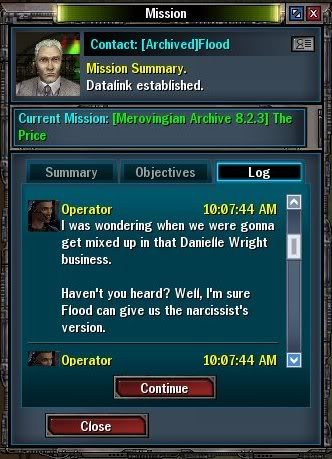 Mission
Contact: [Archived]Flood
Mission Summary.
Datalink established.
Current Mission: [Merovingian Archive 8.2.3] The
Price
Summary
Objectives
Log
Operator 10:07:44 AM
I was wondering when we were gonna
get mixed up in that Danielle Wright
business.
Haven't you heard? Well, I'm sure
Flood can give us the narcissist's
version.
Operator 10:07:44 AM
Continue
Close